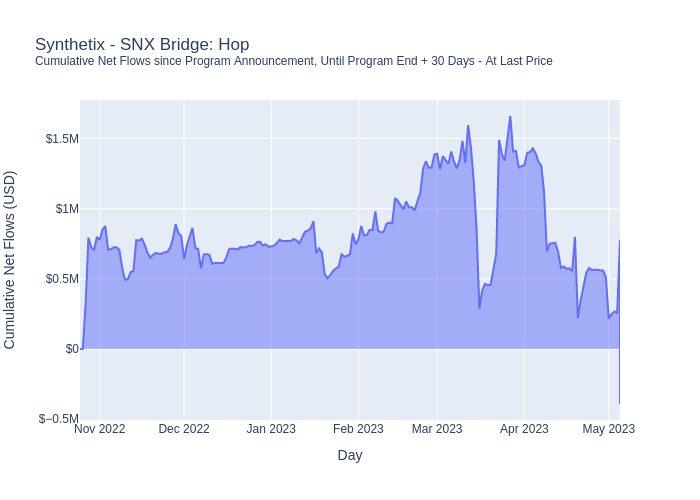 Synthetix - SNX Bridge: Hop
Cumulative Net Flows since Program Announcement, Until Program End + 30 Days - At Last Price
Cumulative Net Flows (USD)
$1.5M
$1M
$0.5M
$0
$−0.5M
Nov 2022
Dec 2022
Jan 2023
Feb 2023
Mar 2023
Apr 2023
May 2023
Day